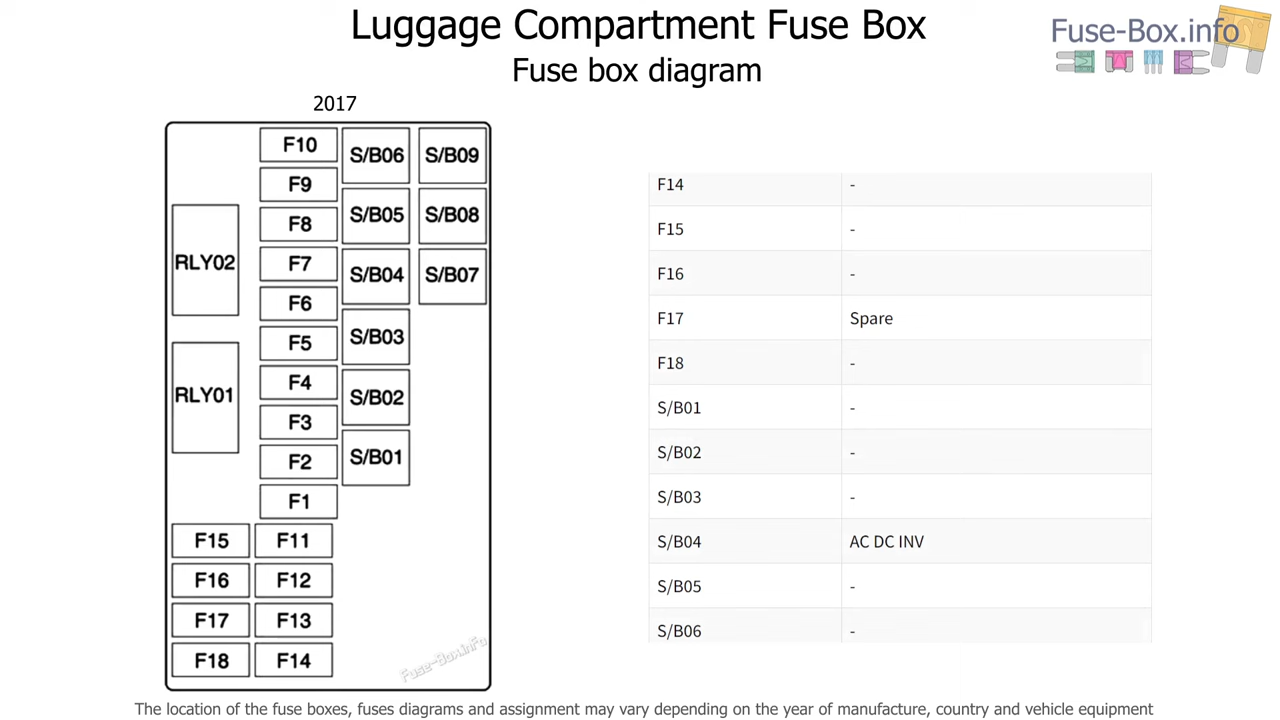 Luggage Compartment Fuse Box
Fuse box diagram
Fuse-Box.info
2017
F10
S/B06
S/B09
F9
F8
S/B05
S/B08
F7
RLY02
S/B04
S/B07
F6
F5
S/B03
F4
RLY01
S/B02
F3
F2
S/B01
F1
F15
F11
F16
F12
F17
F13
F18
F14
Fuse-Box.info
F14 -
F15 -
F16 -
F17 Spare
F18 -
S/B01 -
S/B02 -
S/B03 -
S/B04 AC DC INV
S/B05 -
S/B06 -
The location of the fuse boxes, fuses diagrams and assignment may vary depending on the year of manufacture, country and vehicle equipment